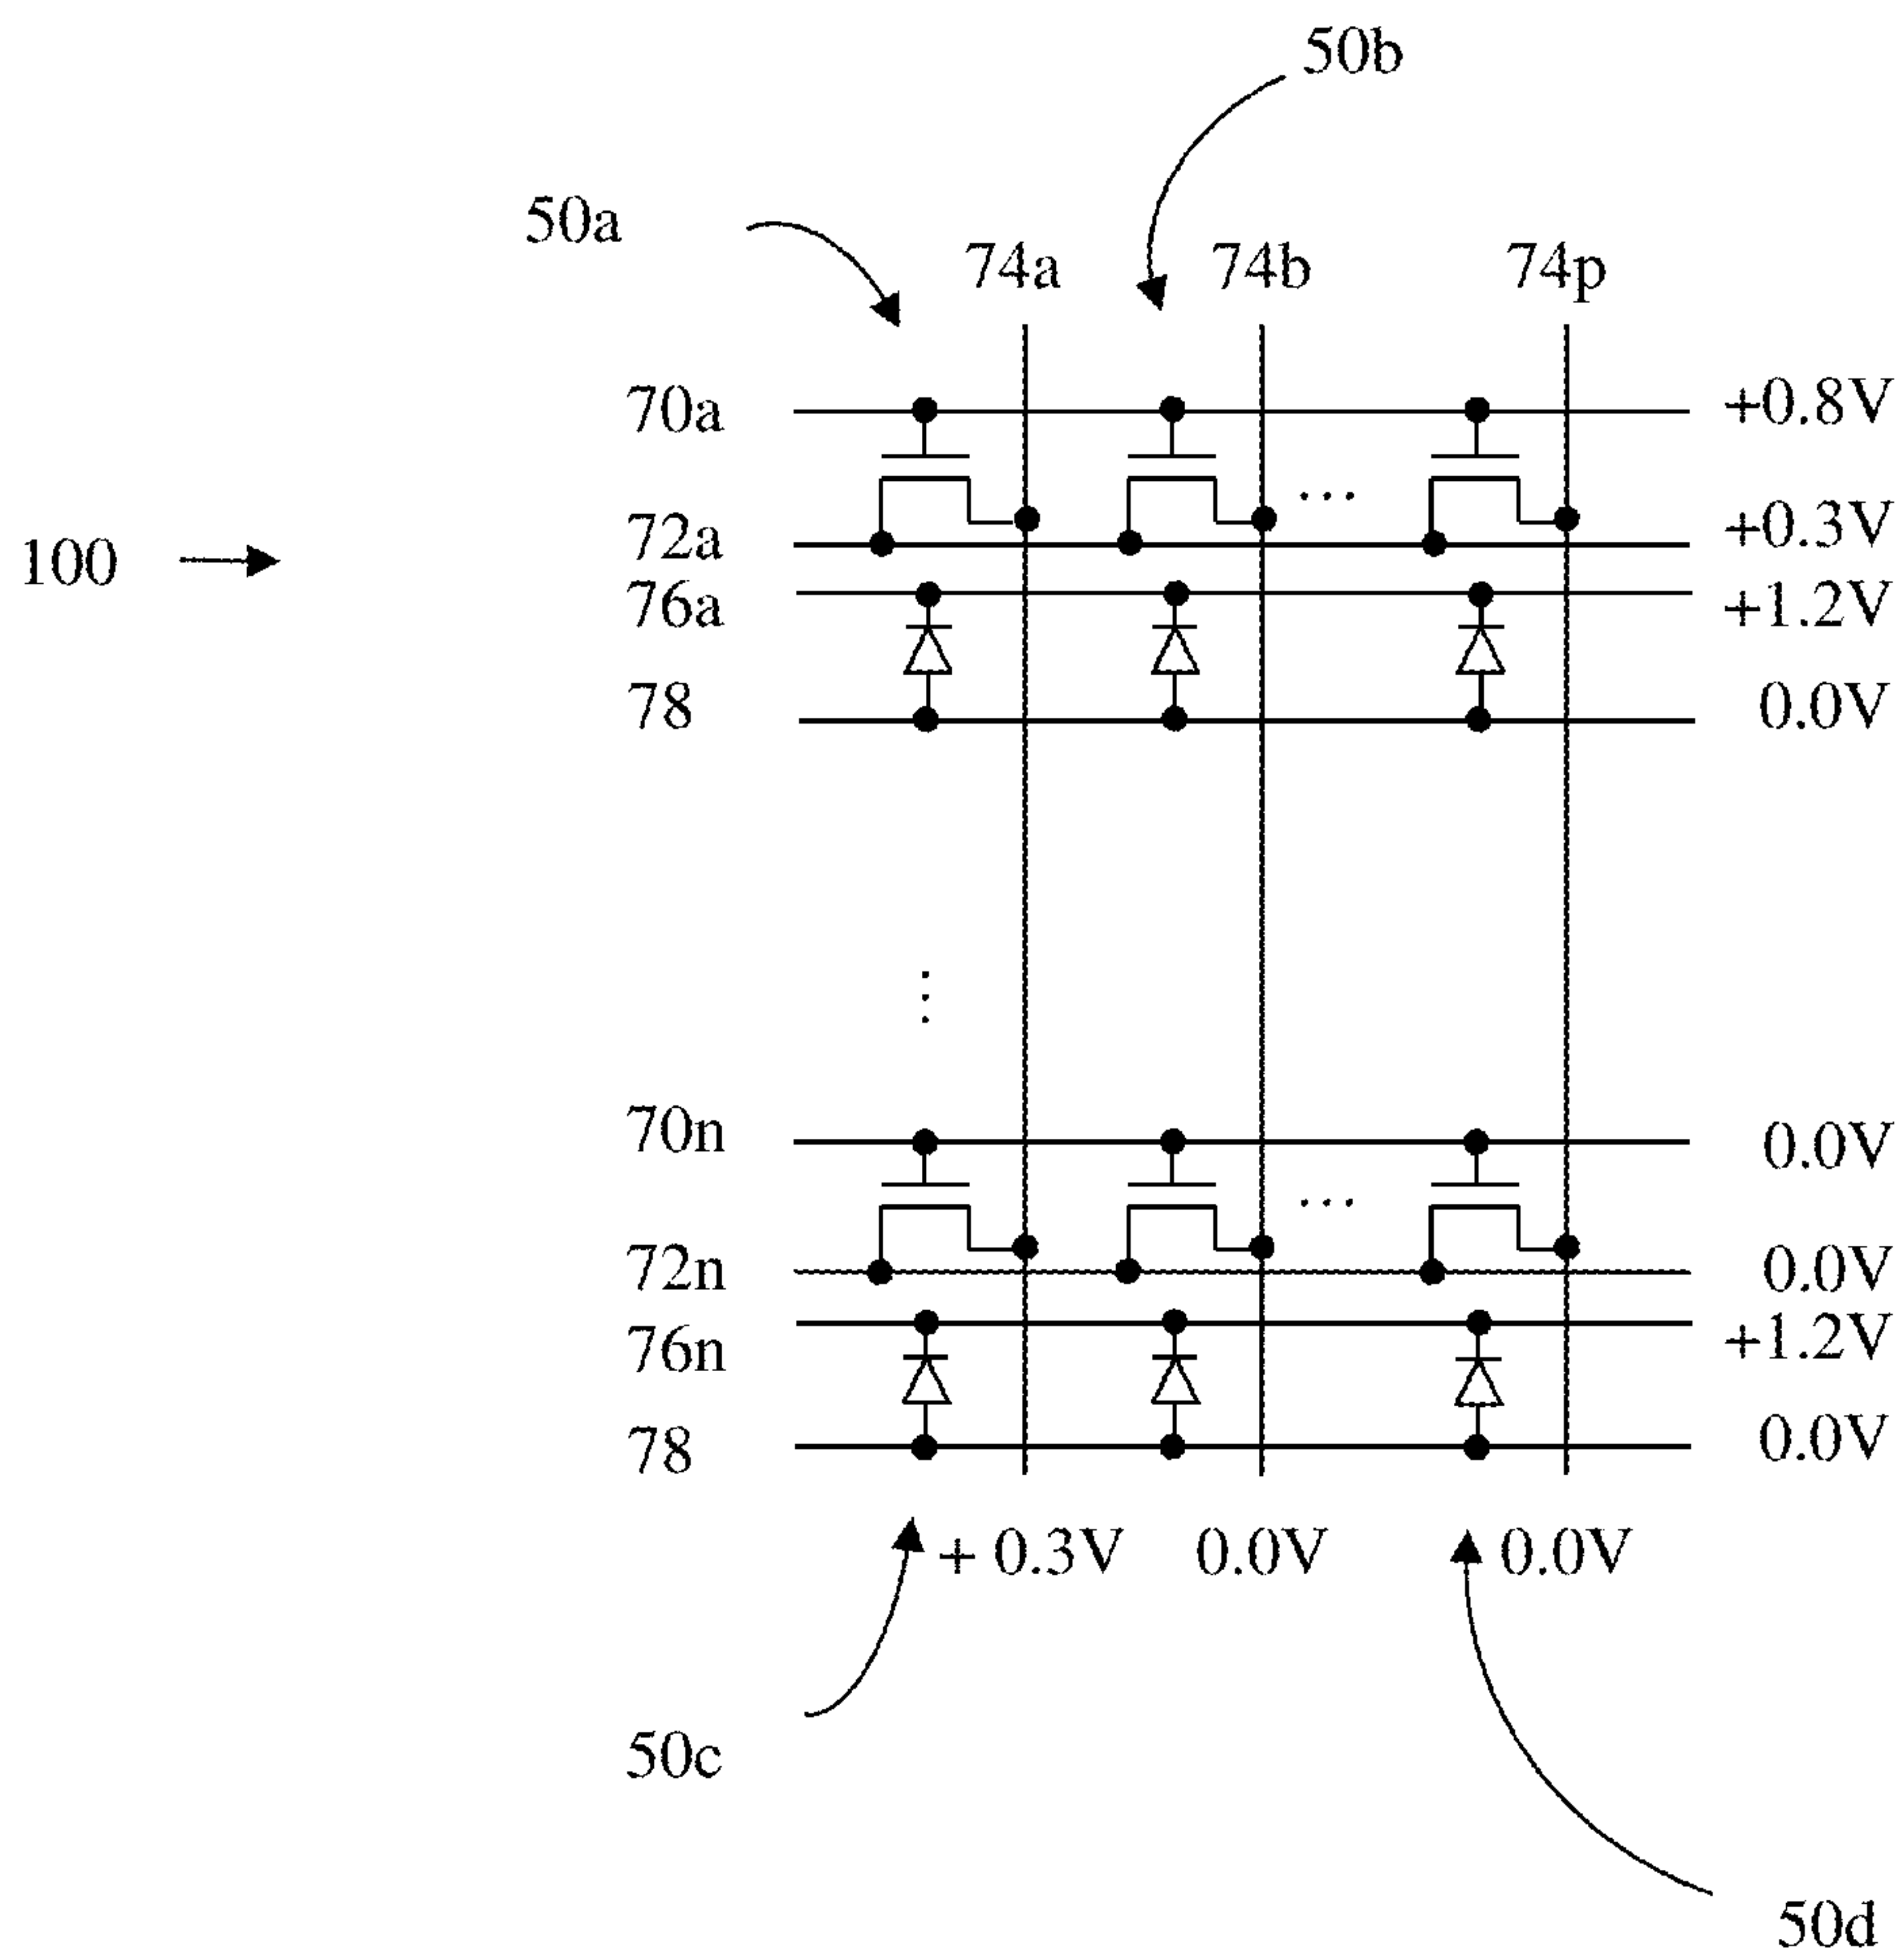 50b
50a
74a 74b 74p
70a +0.8V
72a +0.3V
100
76a +1.2V
78 0.0V
70n 0.0V
72n 0.0V
76n +1.2V
78 0.0V
+ 0.3V 0.0V 0.0V
50c
50d